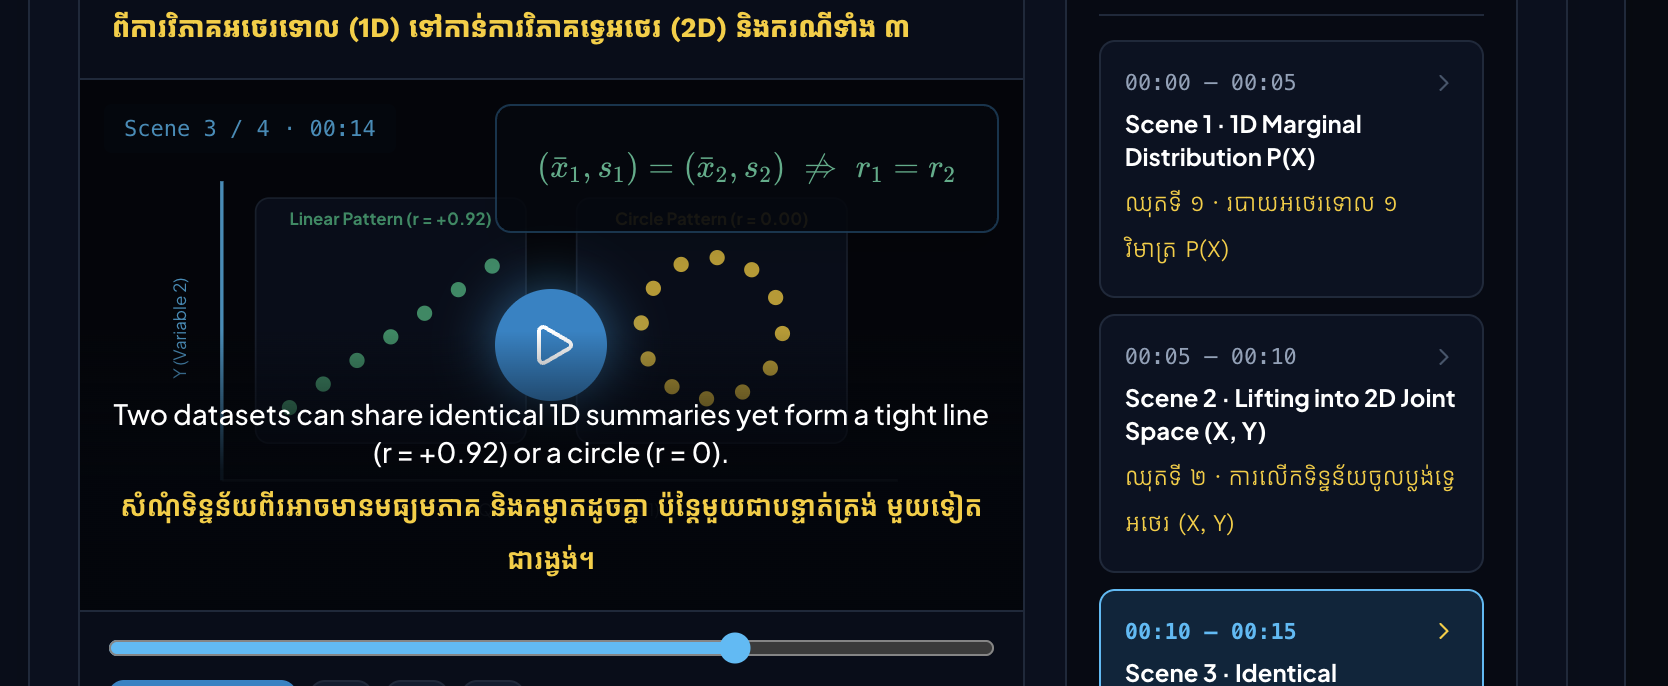 ពីការវិភាគអថេរទោល (1D) ទៅកាន់ការវិភាគទ្វេអថេរ (2D) និងករណីទាំង ៣
Scene 3 / 4 · 00:14
(x̄₁, s₁) = (x̄₂, s₂) ⇏ r₁ = r₂
Linear Pattern (r = +0.92)
Circle Pattern (r = 0.00)
Y (Variable 2)
Two datasets can share identical 1D summaries yet form a tight line
(r = +0.92) or a circle (r = 0).
សំណុំទិន្នន័យពីរអាចមានមធ្យមភាគ និងគម្លាតដូចគ្នា ប៉ុន្តែមួយជាបន្ទាត់ត្រង់ មួយទៀត
ជារង្វង់។
00:00 – 00:05
Scene 1 · 1D Marginal
Distribution P(X)
ឈុតទី ១ · របាយអថេរទោល ១
វិមាត្រ P(X)
00:05 – 00:10
Scene 2 · Lifting into 2D Joint
Space (X, Y)
ឈុតទី ២ · ការលើកទិន្នន័យចូលប្លង់ទ្វេ
អថេរ (X, Y)
00:10 – 00:15
Scene 3 · Identical